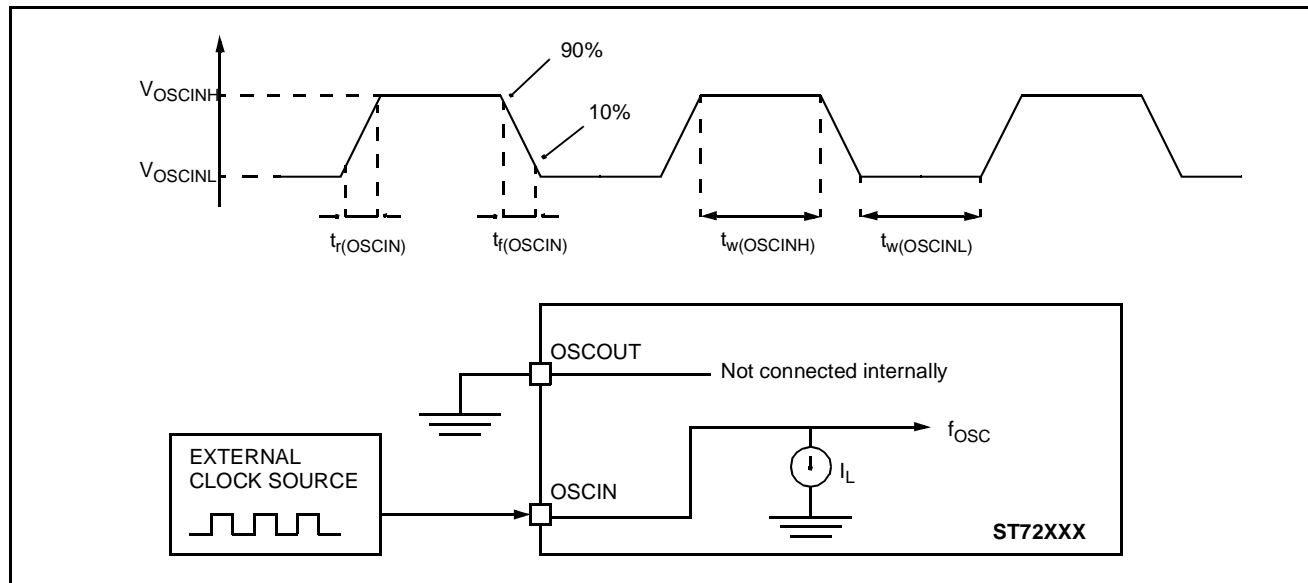 90%
V_OSCINH
10%
V_OSCINL
t_r(OSCIN)
t_f(OSCIN)
t_w(OSCINH)
t_w(OSCINL)
OSCOUT
Not connected internally
f_OSC
EXTERNAL
CLOCK SOURCE
I_L
OSCIN
ST72XXX